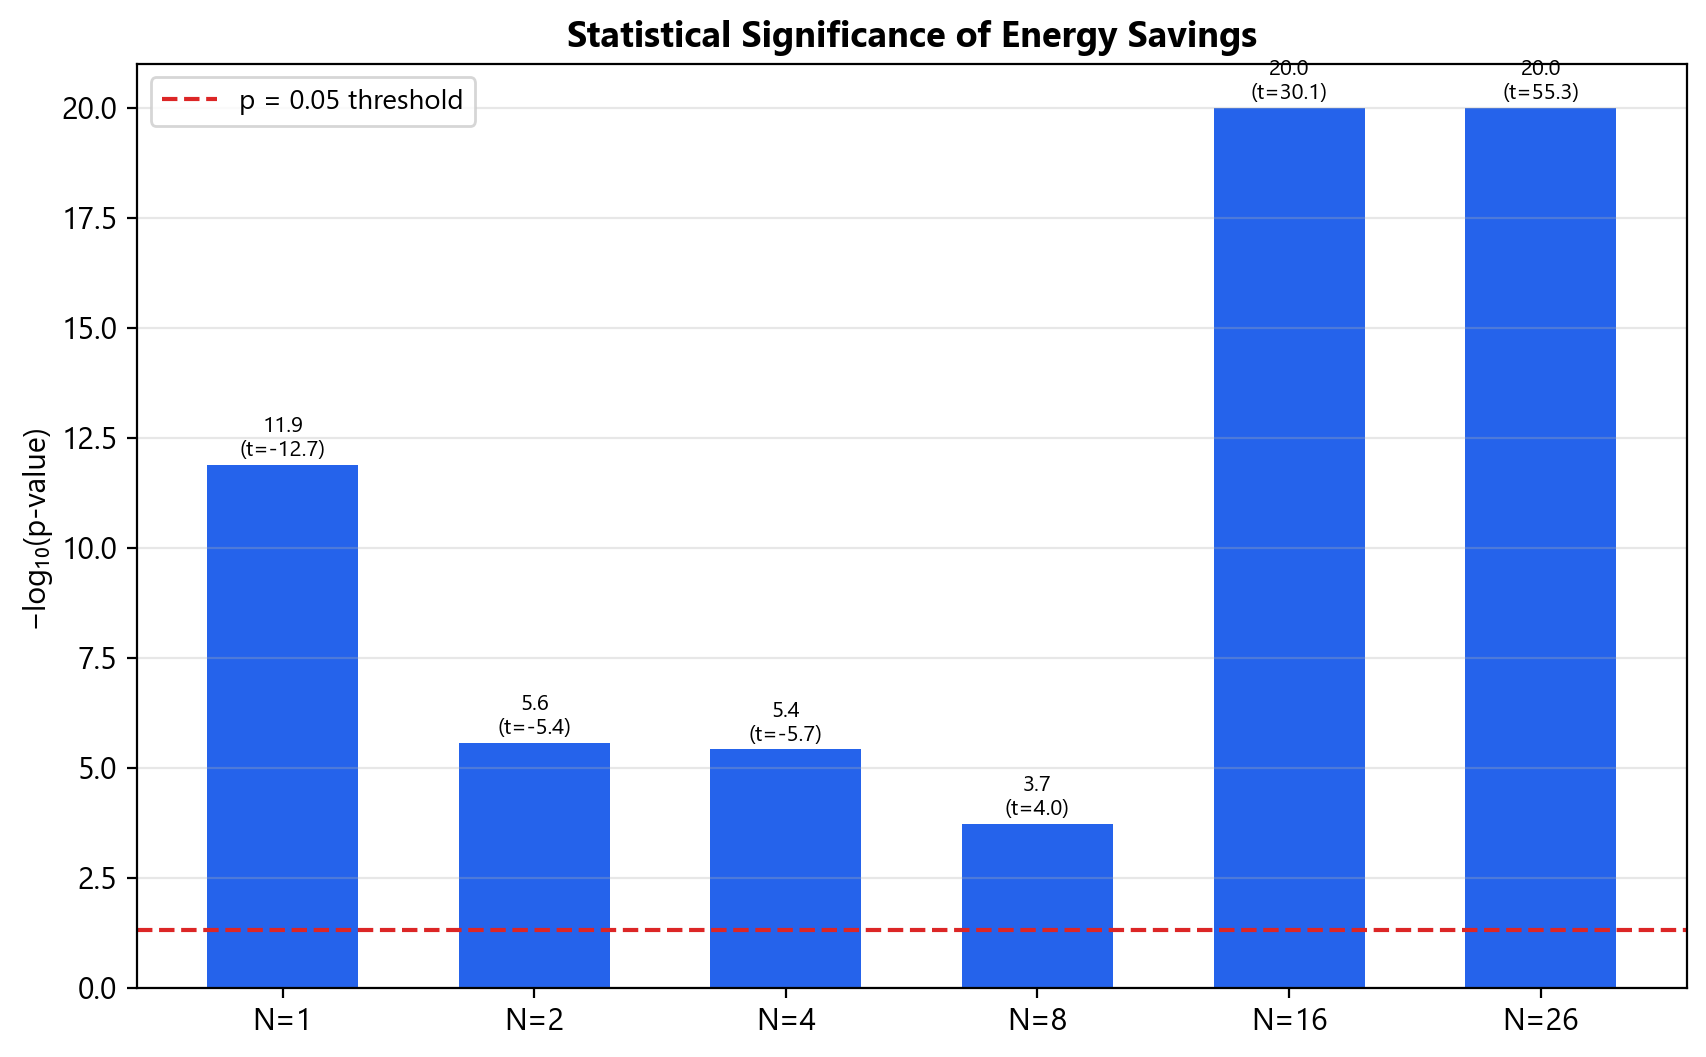 Statistical Significance of Energy Savings
p = 0.05 threshold
20.0
(t=30.1)
20.0
(t=55.3)
11.9
(t=-12.7)
5.6
(t=-5.4)
5.4
(t=-5.7)
3.7
(t=4.0)
−log₁₀(p-value)
20.0
17.5
15.0
12.5
10.0
7.5
5.0
2.5
0.0
N=1
N=2
N=4
N=8
N=16
N=26